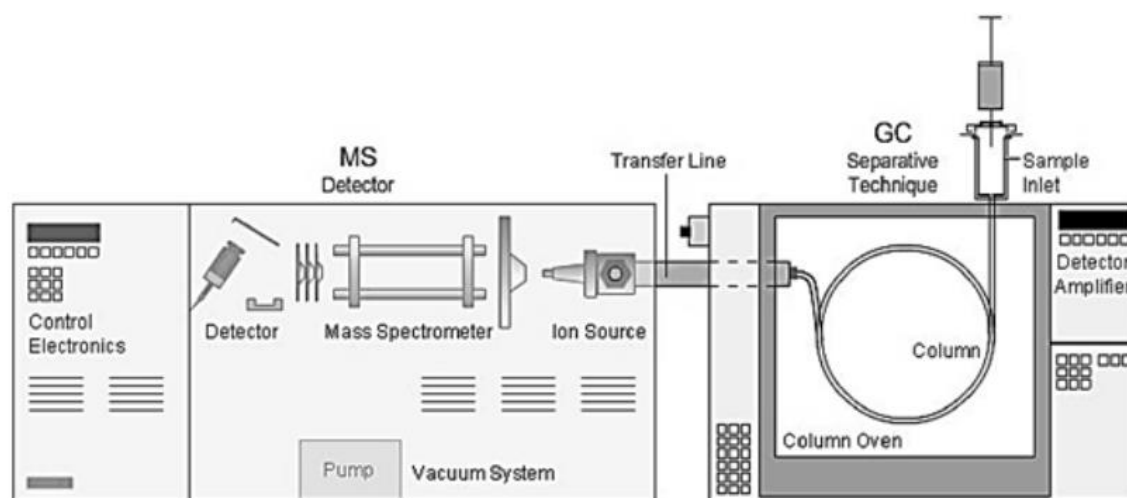 MS
Detector
Transfer Line
GC
Separative
Technique
Sample
Inlet
Control
Electronics
Detector
Mass Spectrometer
Ion Source
Column
Detector
Amplifier
Column Oven
Pump
Vacuum System